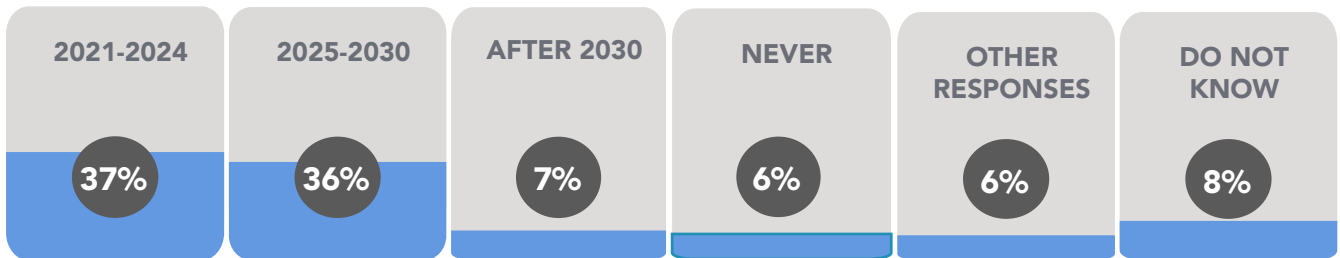 2021-2024
37%
2025-2030
36%
AFTER 2030
7%
NEVER
6%
OTHER
RESPONSES
6%
DO NOT
KNOW
8%